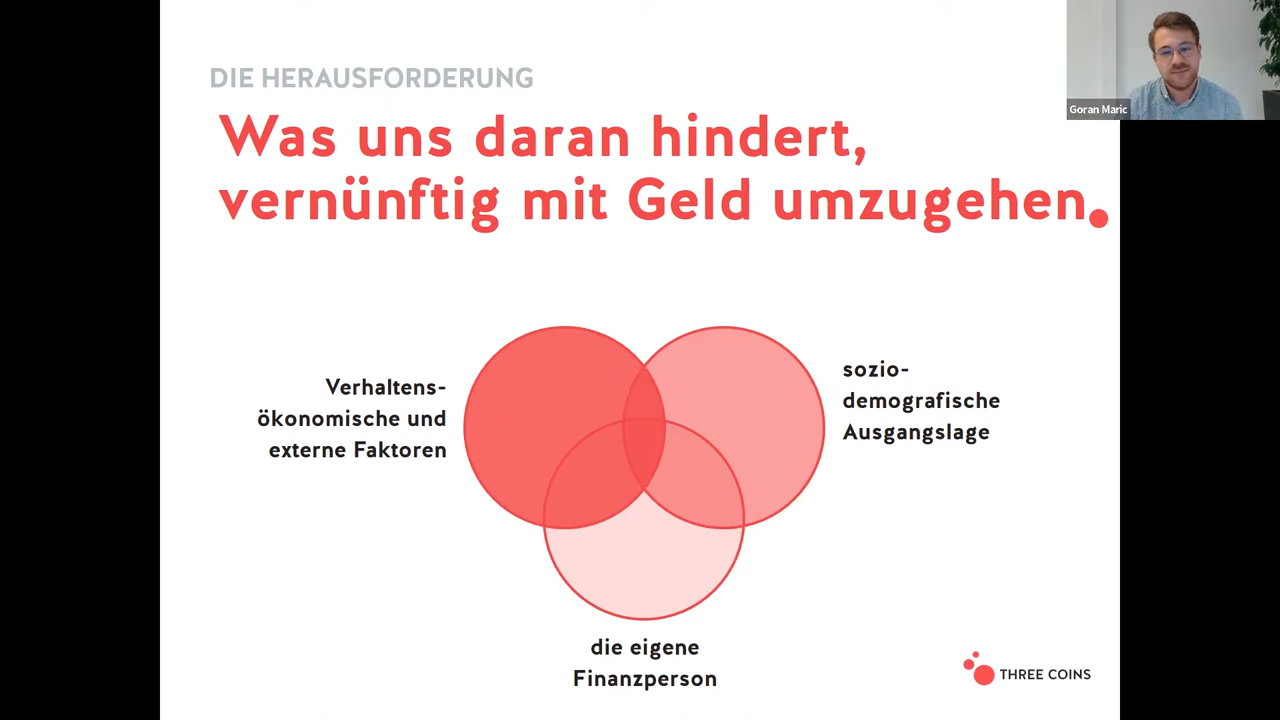 DIE HERAUSFORDERUNG
Was uns daran hindert,
vernünftig mit Geld umzugehen.
Goran Maric
Verhaltens-
ökonomische und
externe Faktoren
sozio-
demografische
Ausgangslage
die eigene
Finanzperson
THREE COINS